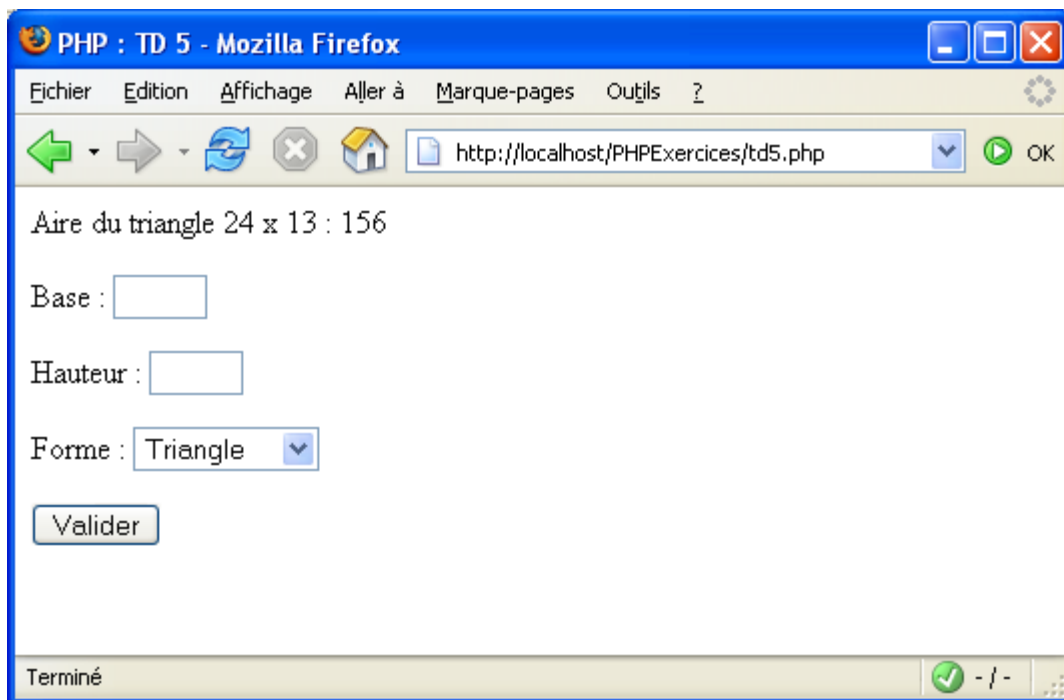 PHP : TD 5 - Mozilla Firefox
Fichier Edition Affichage Aller à Marque-pages Outils ?
http://localhost/PHPExercices/td5.php OK
Aire du triangle 24 x 13 : 156
Base :
Hauteur :
Forme : Triangle
Valider
Terminé - / -